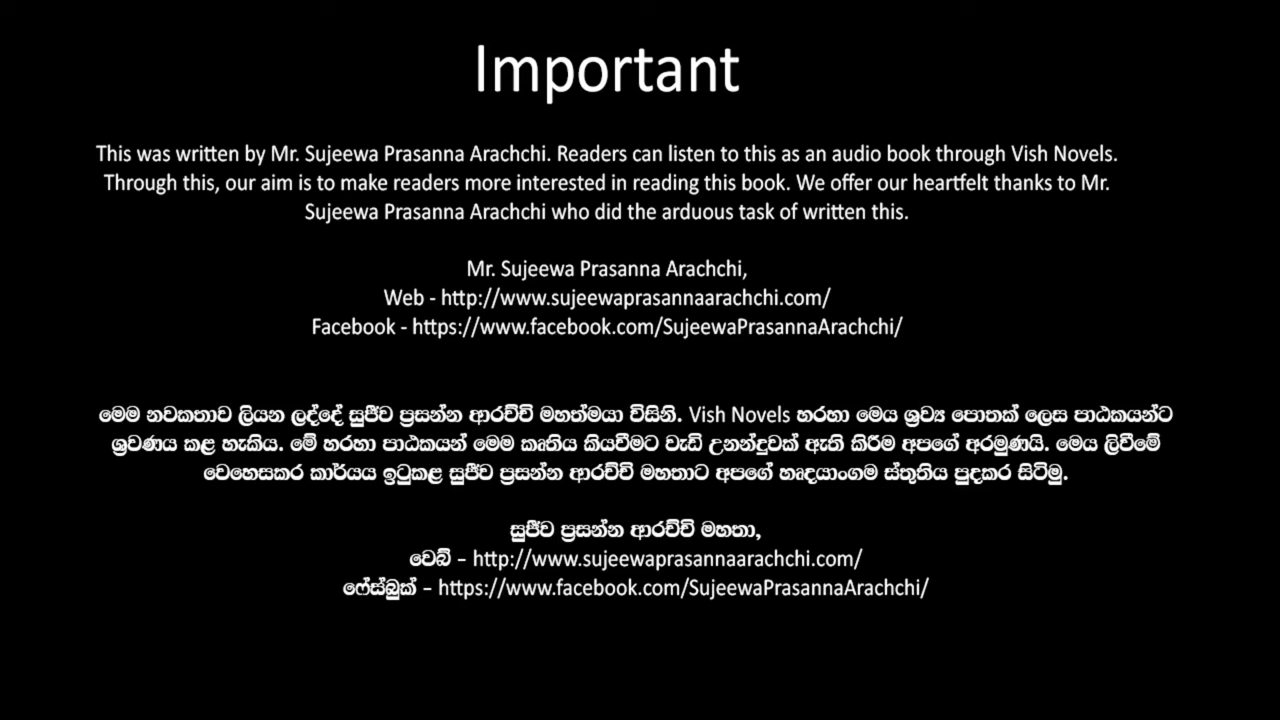 Important
This was written by Mr. Sujeewa Prasanna Arachchi. Readers can listen to this as an audio book through Vish Novels.
Through this, our aim is to make readers more interested in reading this book. We offer our heartfelt thanks to Mr.
Sujeewa Prasanna Arachchi who did the arduous task of written this.
Mr. Sujeewa Prasanna Arachchi,
Web - http://www.sujeewaprasannaarachchi.com/
Facebook - https://www.facebook.com/SujeewaPrasannaArachchi/
මෙම නවකතාව ලියන ලද්දේ සුජීව ප්‍රසන්න ආරච්චි මහත්මයා විසිනි. Vish Novels හරහා මෙය ශ්‍රව්‍ය පොතක් ලෙස පාඨකයන්ට
ශ්‍රවණය කළ හැකිය. මේ හරහා පාඨකයන් මෙම කෘතිය කියවීමට වැඩි උනන්දුවක් ඇති කිරීම අපගේ අරමුණයි. මෙය ලිවීමේ
වෙහෙසකර කාර්යය ඉටුකළ සුජීව ප්‍රසන්න ආරච්චි මහතාට අපගේ හෘදයාංගම ස්තූතිය පුදකර සිටිමු.
සුජීව ප්‍රසන්න ආරච්චි මහතා,
වෙබ් – http://www.sujeewaprasannaarachchi.com/
ෆේස්බුක් – https://www.facebook.com/SujeewaPrasannaArachchi/